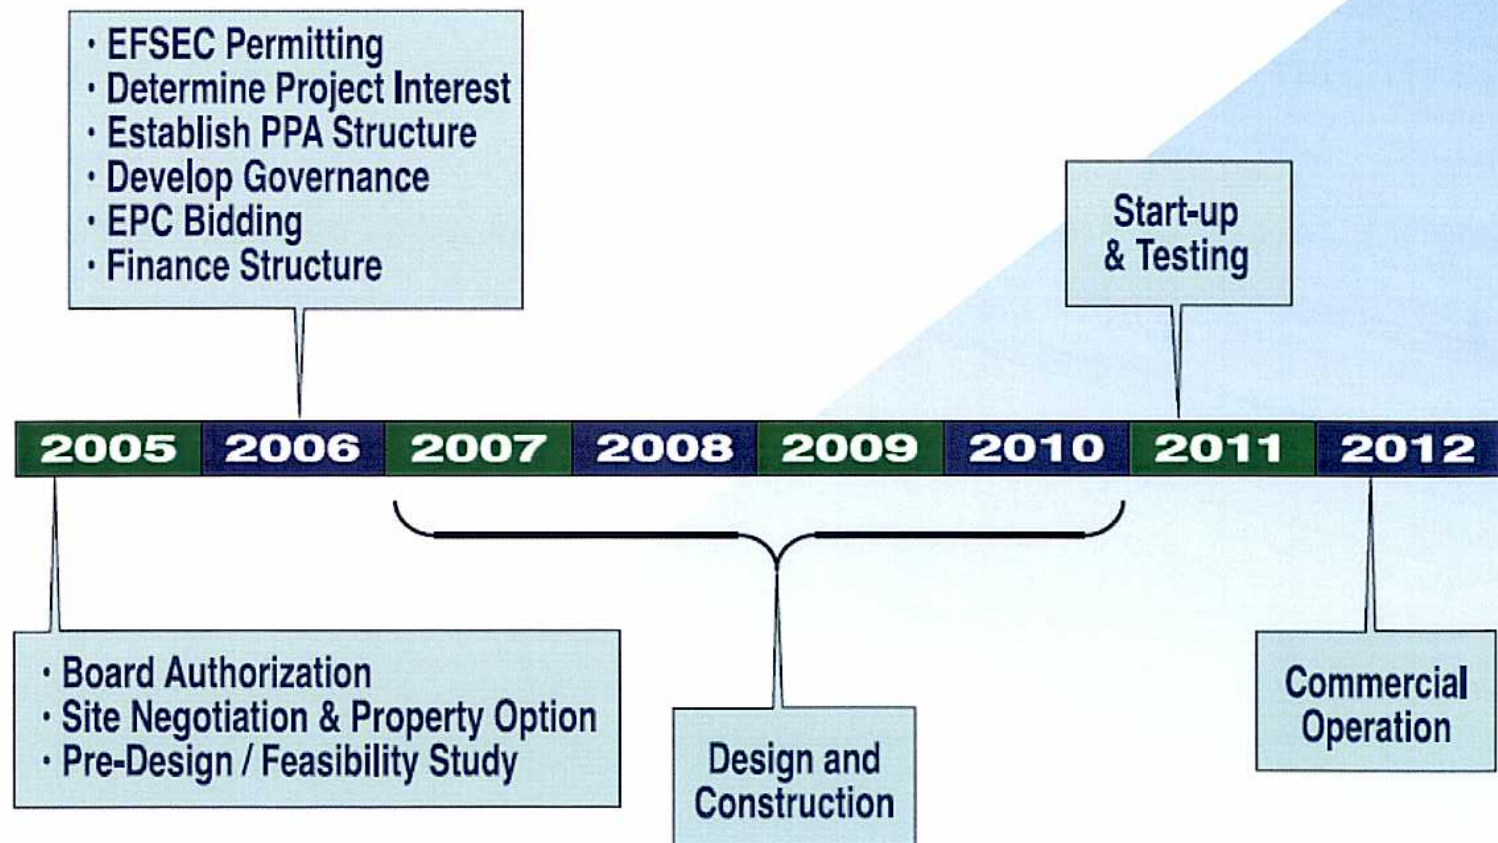 · EFSEC Permitting
· Determine Project Interest
· Establish PPA Structure
· Develop Governance
· EPC Bidding
· Finance Structure
Start-up
& Testing
2005 2006 2007 2008 2009 2010 2011 2012
· Board Authorization
· Site Negotiation & Property Option
· Pre-Design / Feasibility Study
Design and
Construction
Commercial
Operation